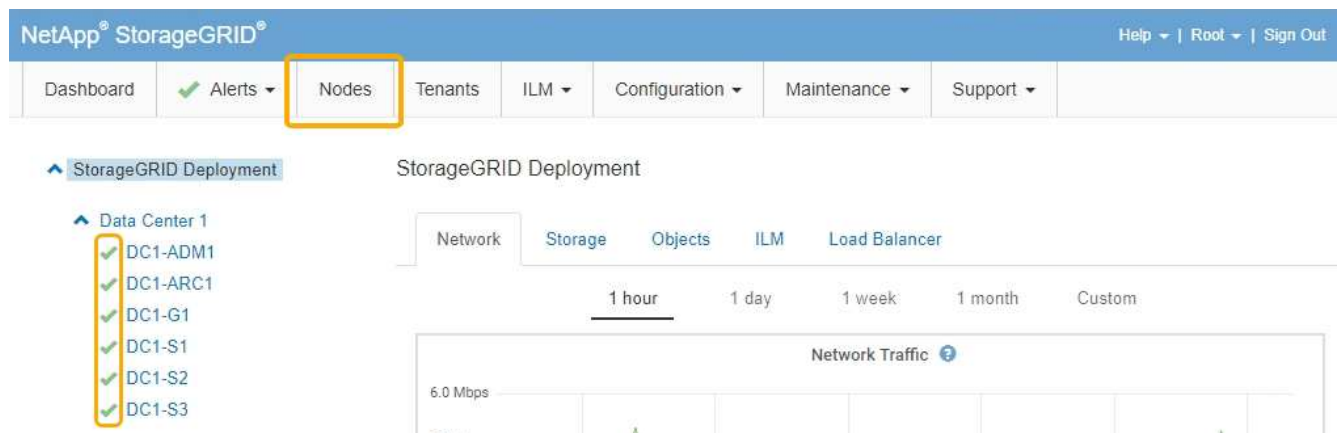 NetApp® StorageGRID®
Help | Root | Sign Out
Dashboard Alerts Nodes Tenants ILM Configuration Maintenance Support
StorageGRID Deployment
StorageGRID Deployment
Data Center 1
Network Storage Objects ILM Load Balancer
DC1-ADM1
DC1-ARC1
1 hour 1 day 1 week 1 month Custom
DC1-G1
DC1-S1
Network Traffic ?
DC1-S2
6.0 Mbps
DC1-S3